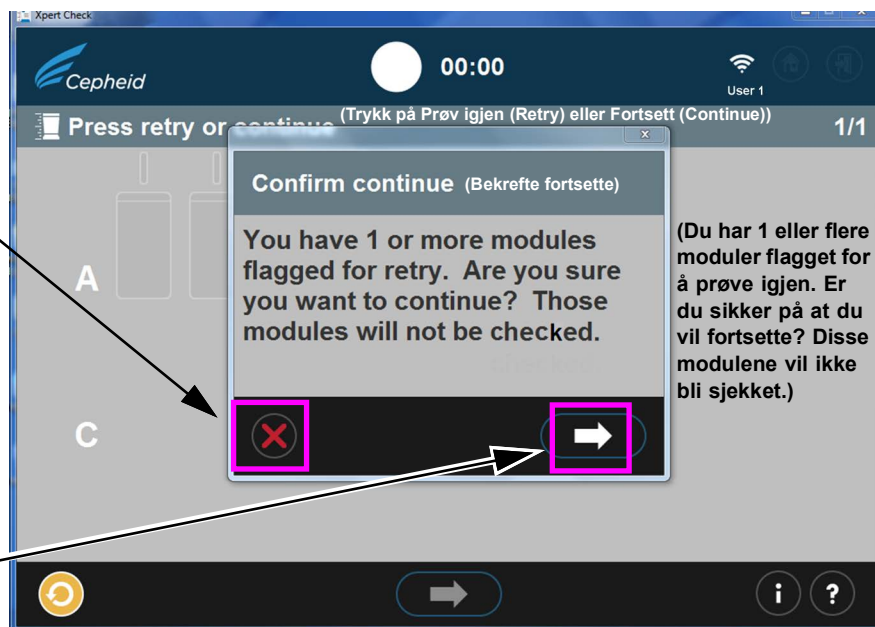 Xpert Check
Cepheid
00:00
User 1
Press retry or continue (Trykk på Prøv igjen (Retry) eller Fortsett (Continue))
1/1
Confirm continue (Bekrefte fortsette)
You have 1 or more modules
flagged for retry. Are you sure
you want to continue? Those
modules will not be checked.
(Du har 1 eller flere
moduler flagget for
å prøve igjen. Er
du sikker på at du
vil fortsette? Disse
modulene vil ikke
bli sjekket.)
A
C
i
?